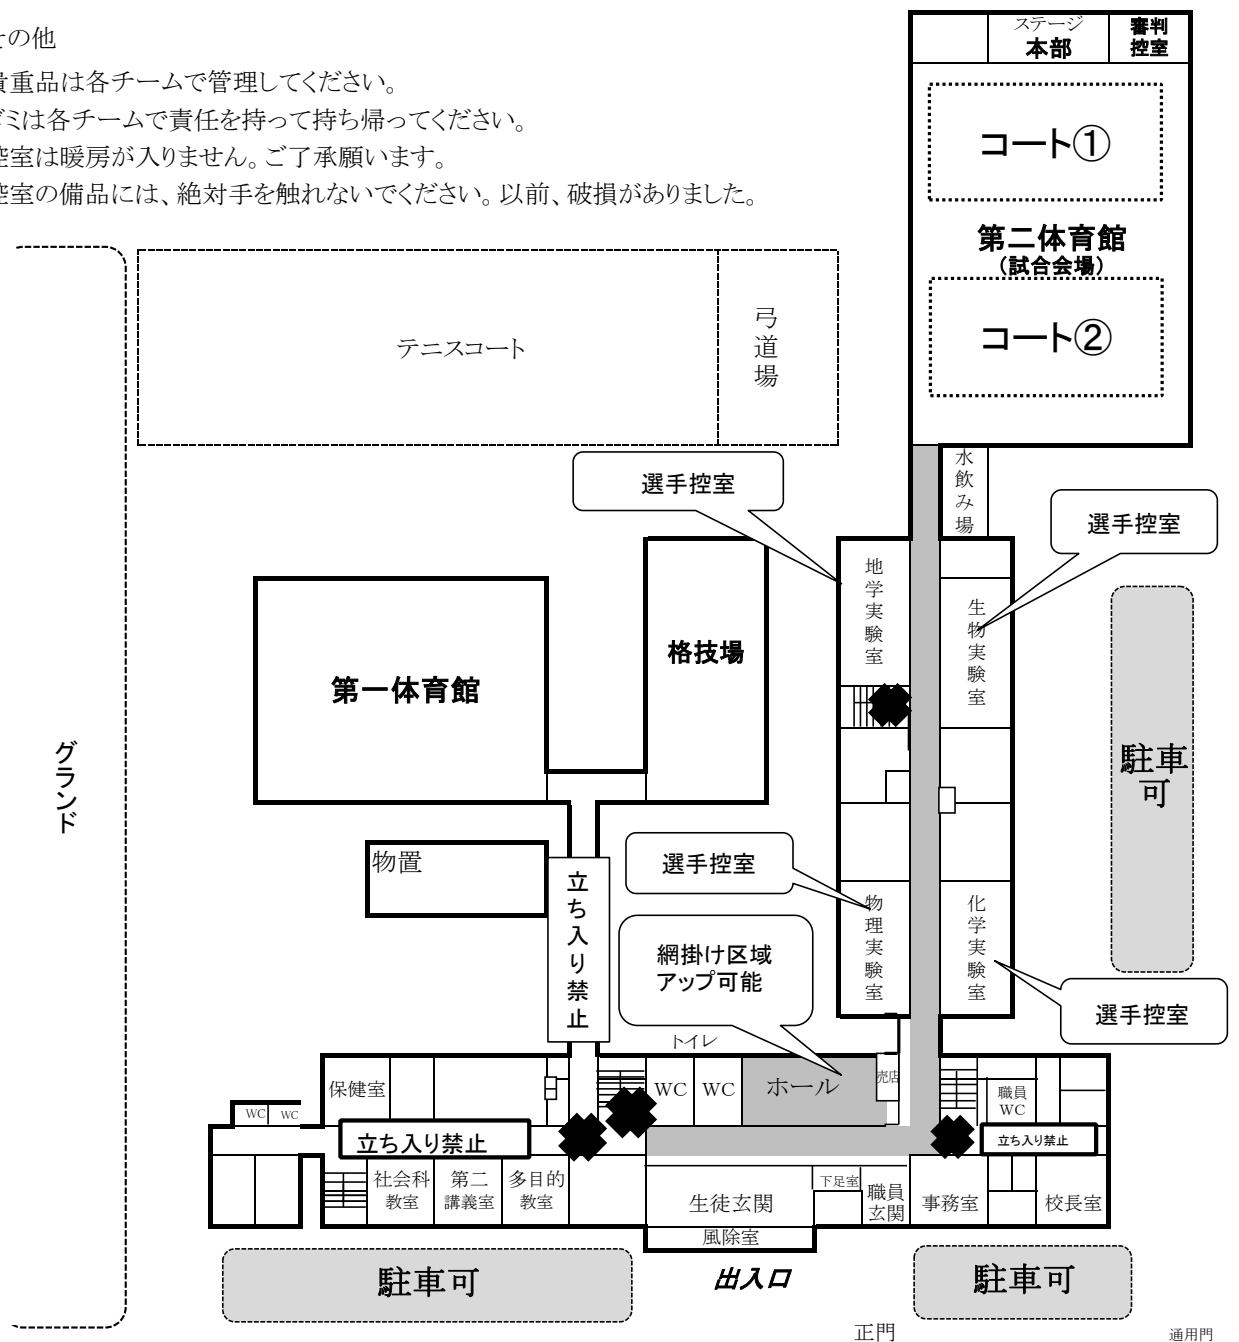 その他
貴重品は各チームで管理してください。
ゴミは各チームで責任を持って持ち帰ってください。
控室は暖房が入りません。ご了承願います。
控室の備品には、絶対手を触れないでください。以前、破損がありました。
ステージ
本部
審判
控室
コート①
第二体育館
（試合会場）
コート②
テニスコート
弓道場
グランド
水飲み場
選手控室
選手控室
地学実験室
生物実験室
格技場
第一体育館
駐車
可
物置
立ち入り禁止
選手控室
物理実験室
化学実験室
網掛け区域
アップ可能
選手控室
トイレ
保健室
WC
WC
ホール
売店
職員
WC
WC
WC
立ち入り禁止
立ち入り禁止
社会科
教室
第二
講義室
多目的
教室
生徒玄関
下足室
職員
玄関
事務室
校長室
風除室
駐車可
出入口
駐車可
正門
通用門